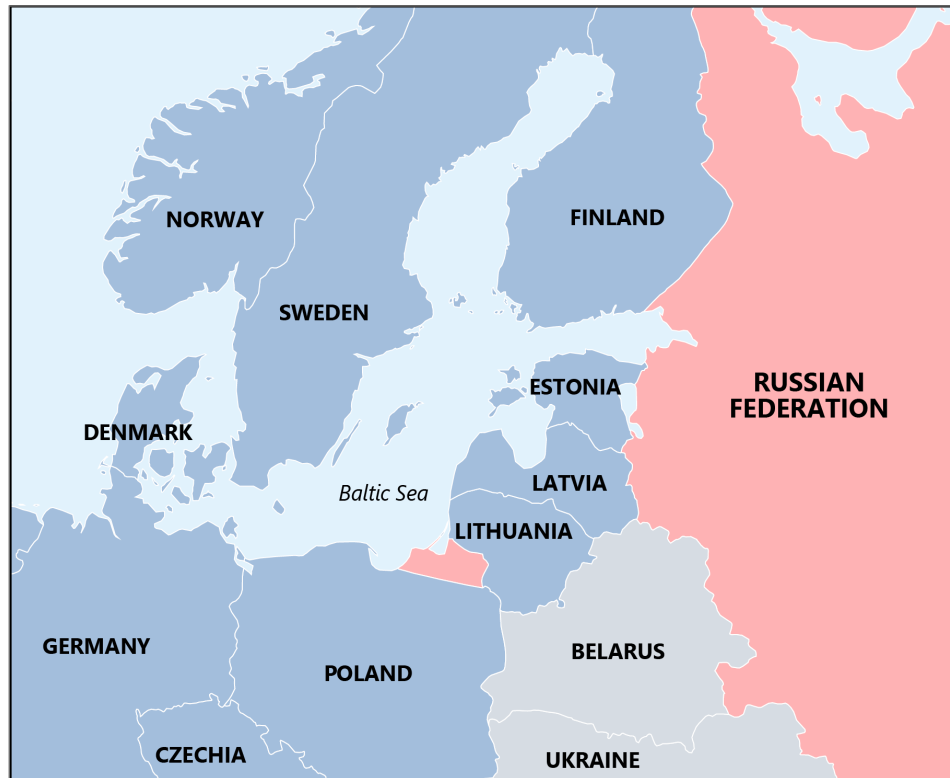 NORWAY
FINLAND
SWEDEN
RUSSIAN
FEDERATION
ESTONIA
DENMARK
LATVIA
Baltic Sea
LITHUANIA
GERMANY
BELARUS
POLAND
CZECHIA
UKRAINE